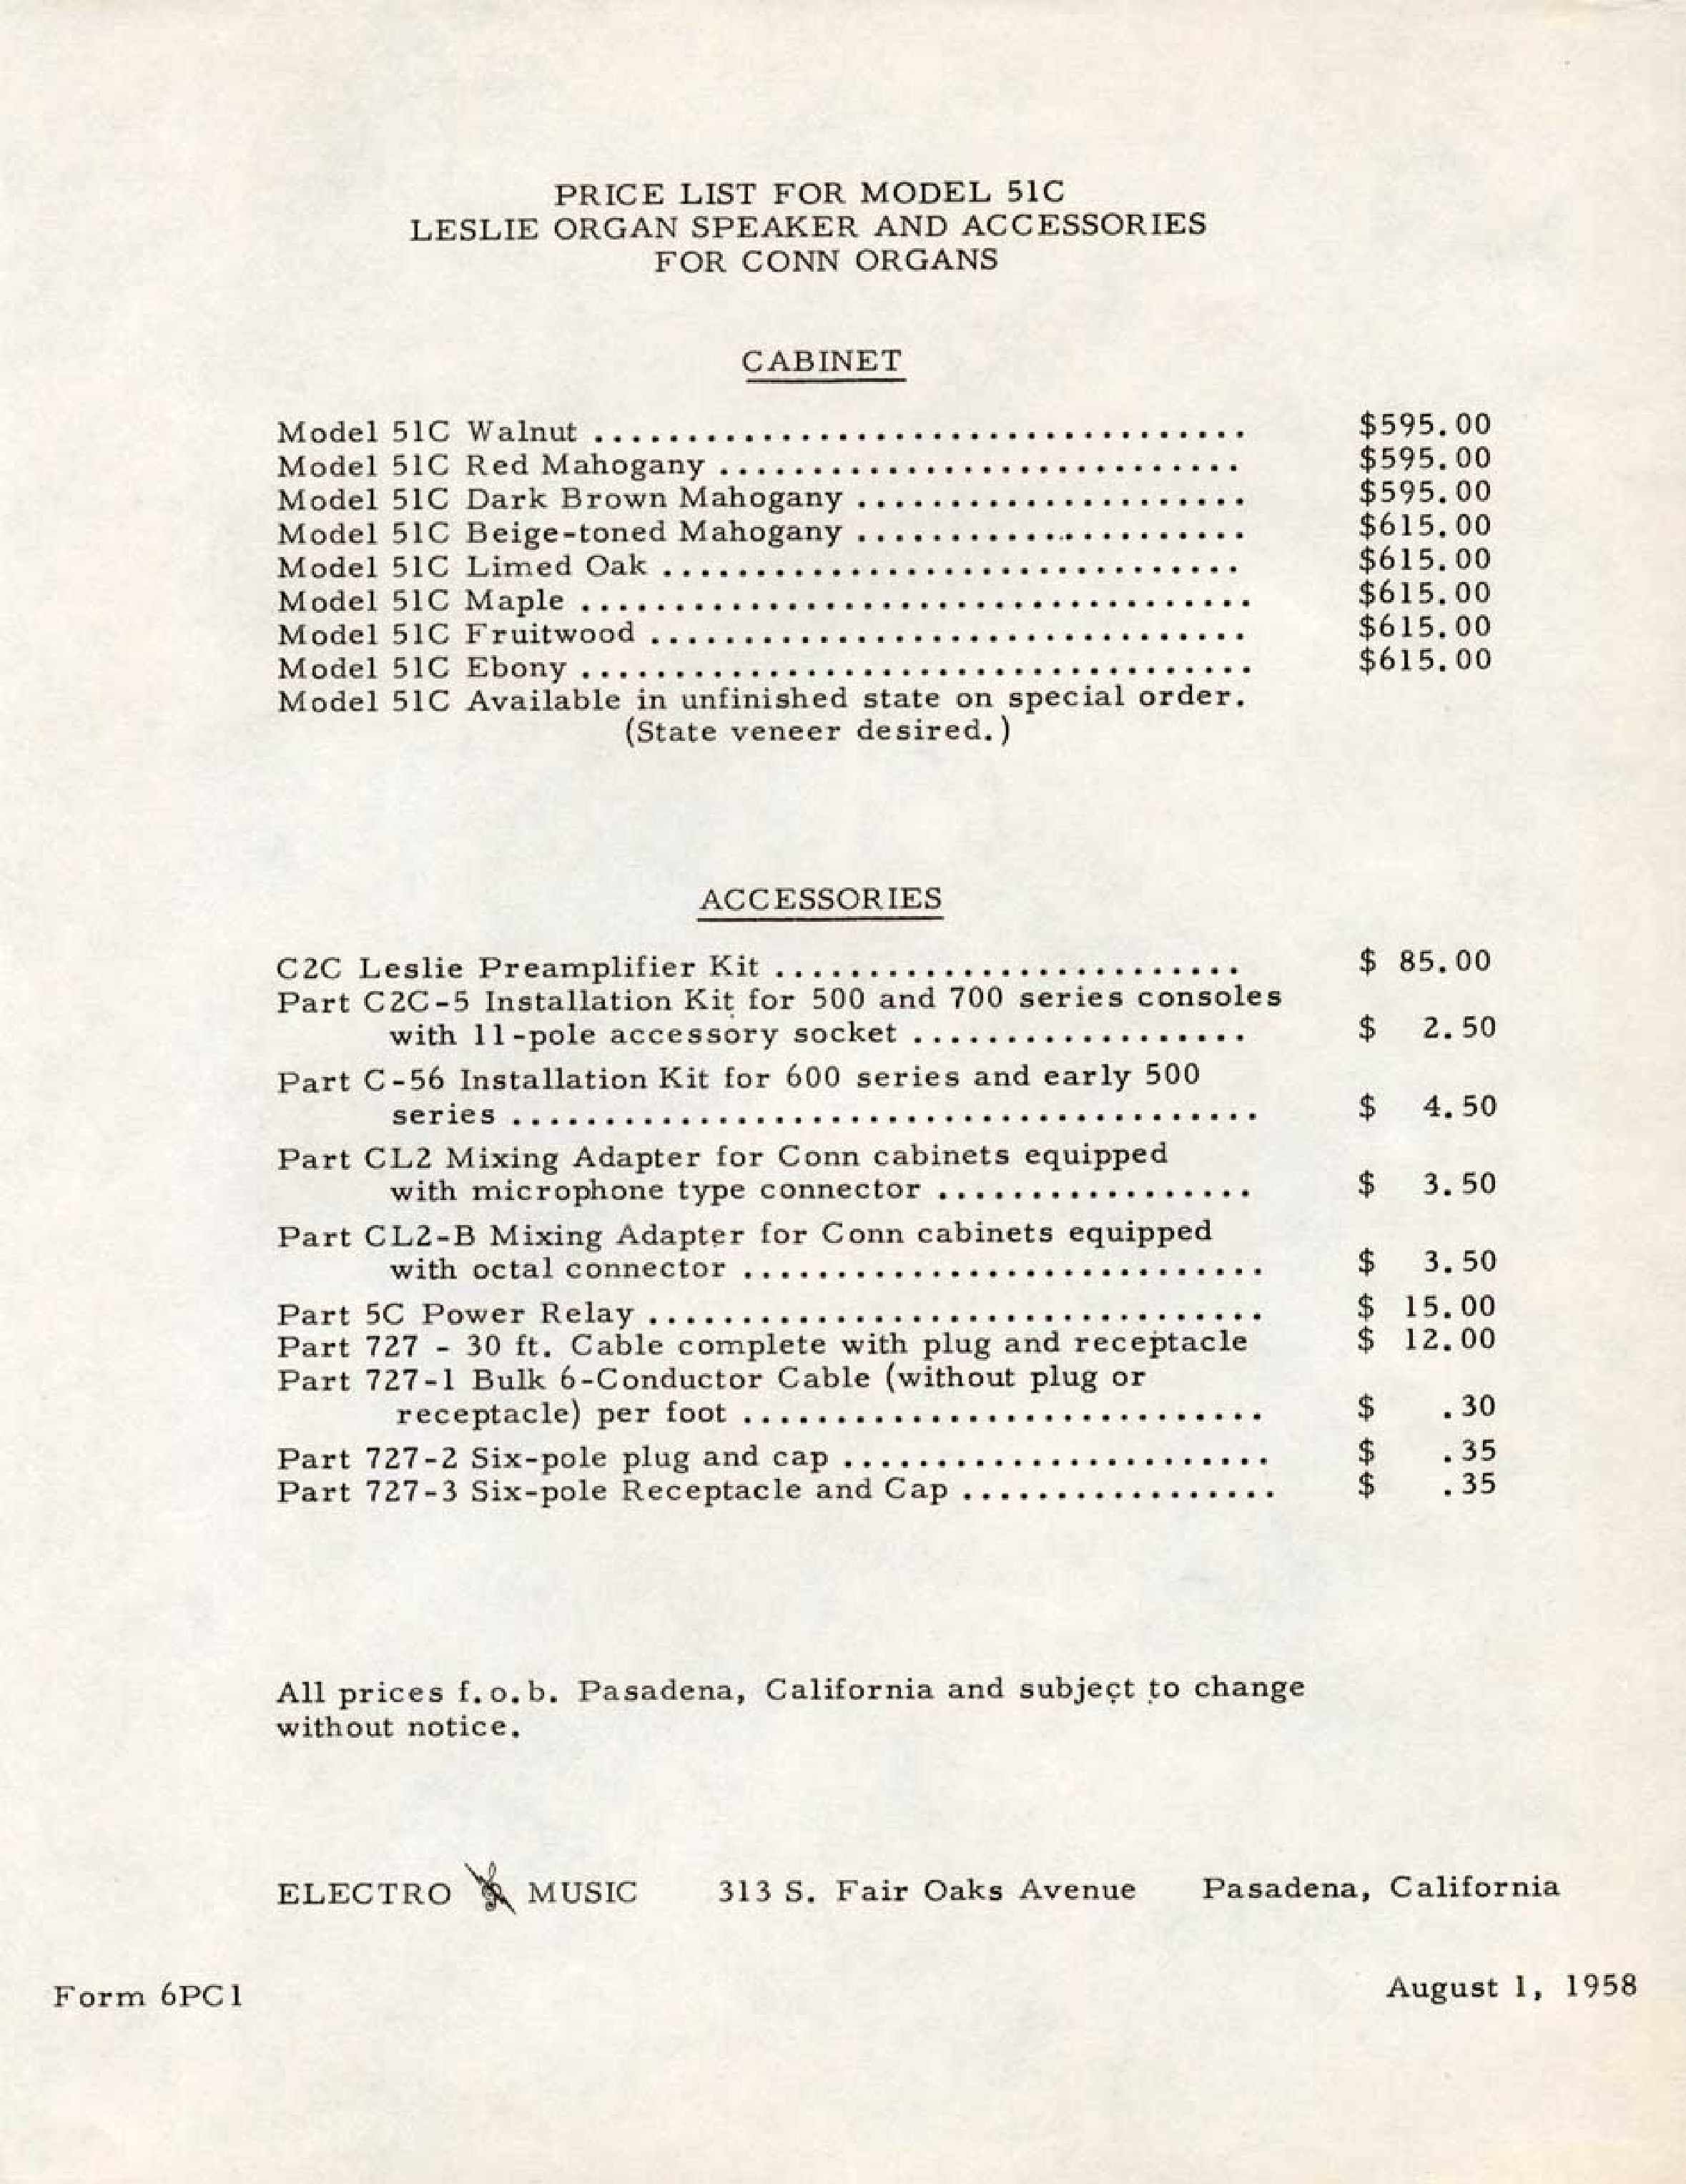 PRICE LIST FOR MODEL 51C
LESLIE ORGAN SPEAKER AND ACCESSORIES
FOR CONN ORGANS
CABINET
Model 51C Walnut ................................... $595.00
Model 51C Red Mahogany ............................ $595.00
Model 51C Dark Brown Mahogany ..................... $595.00
Model 51C Beige-toned Mahogany ..................... $615.00
Model 51C Limed Oak ............................... $615.00
Model 51C Maple .................................... $615.00
Model 51C Fruitwood ................................ $615.00
Model 51C Ebony .................................... $615.00
Model 51C Available in unfinished state on special order.
(State veneer desired.)
ACCESSORIES
C2C Leslie Preamplifier Kit ......................... $ 85.00
Part C2C-5 Installation Kit for 500 and 700 series consoles
with 11-pole accessory socket .................. $ 2.50
Part C-56 Installation Kit for 600 series and early 500
series ........................................ $ 4.50
Part CL2 Mixing Adapter for Conn cabinets equipped
with microphone type connector ................. $ 3.50
Part CL2-B Mixing Adapter for Conn cabinets equipped
with octal connector ............................ $ 3.50
Part 5C Power Relay ................................. $ 15.00
Part 727 - 30 ft. Cable complete with plug and receptacle $ 12.00
Part 727-1 Bulk 6-Conductor Cable (without plug or
receptacle) per foot ............................ $ .30
Part 727-2 Six-pole plug and cap ....................... $ .35
Part 727-3 Six-pole Receptacle and Cap ................. $ .35
All prices f.o.b. Pasadena, California and subject to change
without notice.
ELECTRO MUSIC 313 S. Fair Oaks Avenue Pasadena, California
Form 6PC1 August 1, 1958